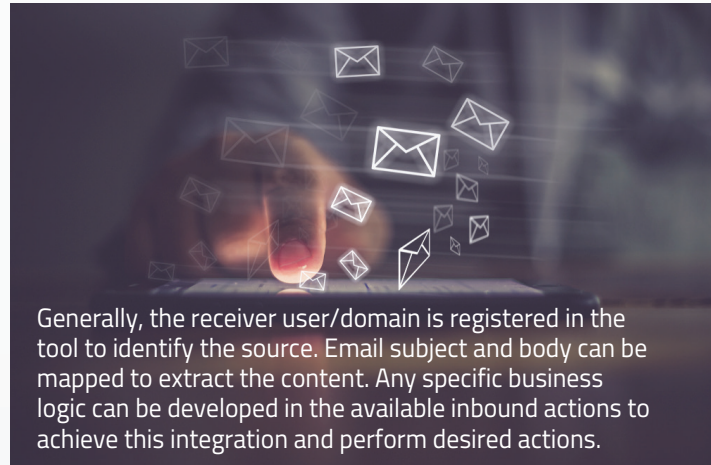 Generally, the receiver user/domain is registered in the
tool to identify the source. Email subject and body can be
mapped to extract the content. Any specific business
logic can be developed in the available inbound actions to
achieve this integration and perform desired actions.